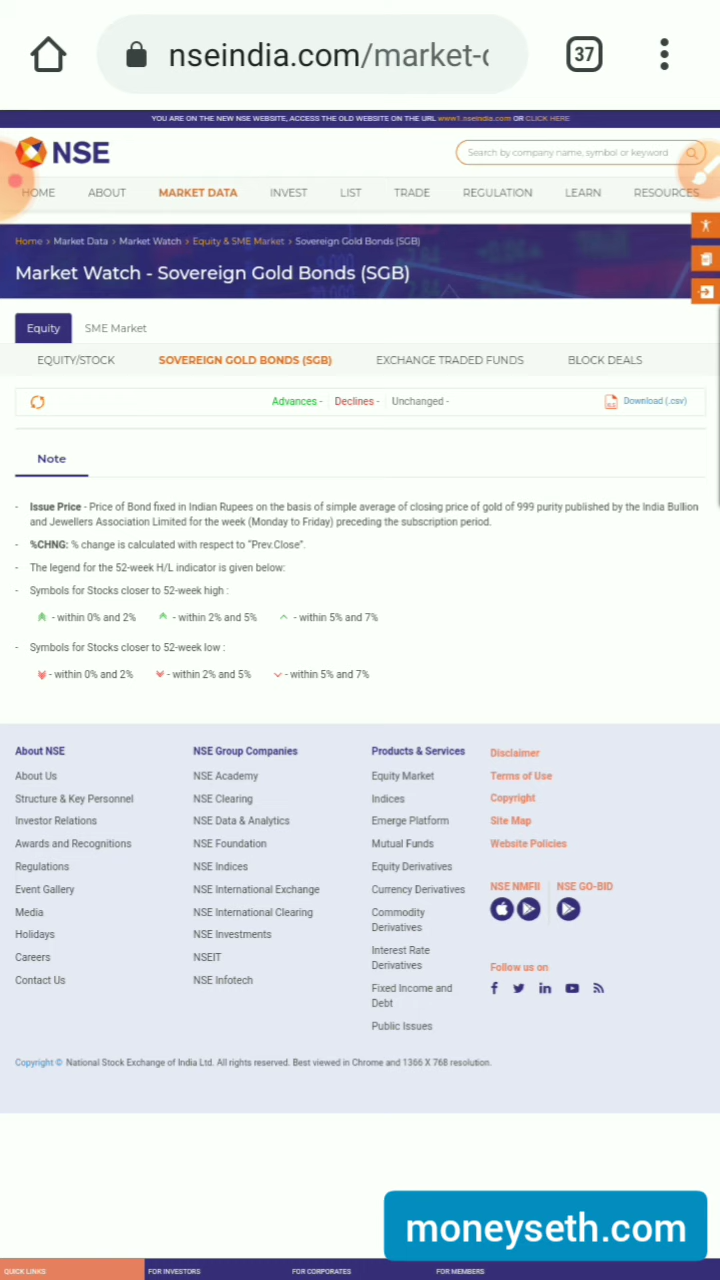 nseindia.com/market-
37
YOU ARE ON THE NEW NSE WEBSITE, ACCESS THE OLD WEBSITE ON THE URL www1.nseindia.com OR CLICK HERE
NSE
Search by company name, symbol or keyword
HOME ABOUT MARKET DATA INVEST LIST TRADE REGULATION LEARN RESOURCES
Home > Market Data > Market Watch > Equity & SME Market > Sovereign Gold Bonds (SGB)
Market Watch - Sovereign Gold Bonds (SGB)
Equity SME Market
EQUITY/STOCK SOVEREIGN GOLD BONDS (SGB) EXCHANGE TRADED FUNDS BLOCK DEALS
Advances - Declines - Unchanged - Download (.csv)
Note
- Issue Price - Price of Bond fixed in Indian Rupees on the basis of simple average of closing price of gold of 999 purity published by the India Bullion
and Jewellers Association Limited for the week (Monday to Friday) preceding the subscription period.
- %CHNG: % change is calculated with respect to "Prev.Close".
- The legend for the 52-week H/L indicator is given below:
- Symbols for Stocks closer to 52-week high :
- within 0% and 2% - within 2% and 5% - within 5% and 7%
- Symbols for Stocks closer to 52-week low :
- within 0% and 2% - within 2% and 5% - within 5% and 7%
About NSE
About Us
Structure & Key Personnel
Investor Relations
Awards and Recognitions
Regulations
Event Gallery
Media
Holidays
Careers
Contact Us
NSE Group Companies
NSE Academy
NSE Clearing
NSE Data & Analytics
NSE Foundation
NSE Indices
NSE International Exchange
NSE International Clearing
NSE Investments
NSEIT
NSE Infotech
Products & Services
Equity Market
Indices
Emerge Platform
Mutual Funds
Equity Derivatives
Currency Derivatives
Commodity
Derivatives
Interest Rate
Derivatives
Fixed Income and
Debt
Public Issues
Disclaimer
Terms of Use
Copyright
Site Map
Website Policies
NSE NMFII NSE GO-BID
Follow us on
Copyright © National Stock Exchange of India Ltd. All rights reserved. Best viewed in Chrome and 1366 X 768 resolution.
moneyseth.com
QUICK LINKS FOR INVESTORS FOR CORPORATES FOR MEMBERS